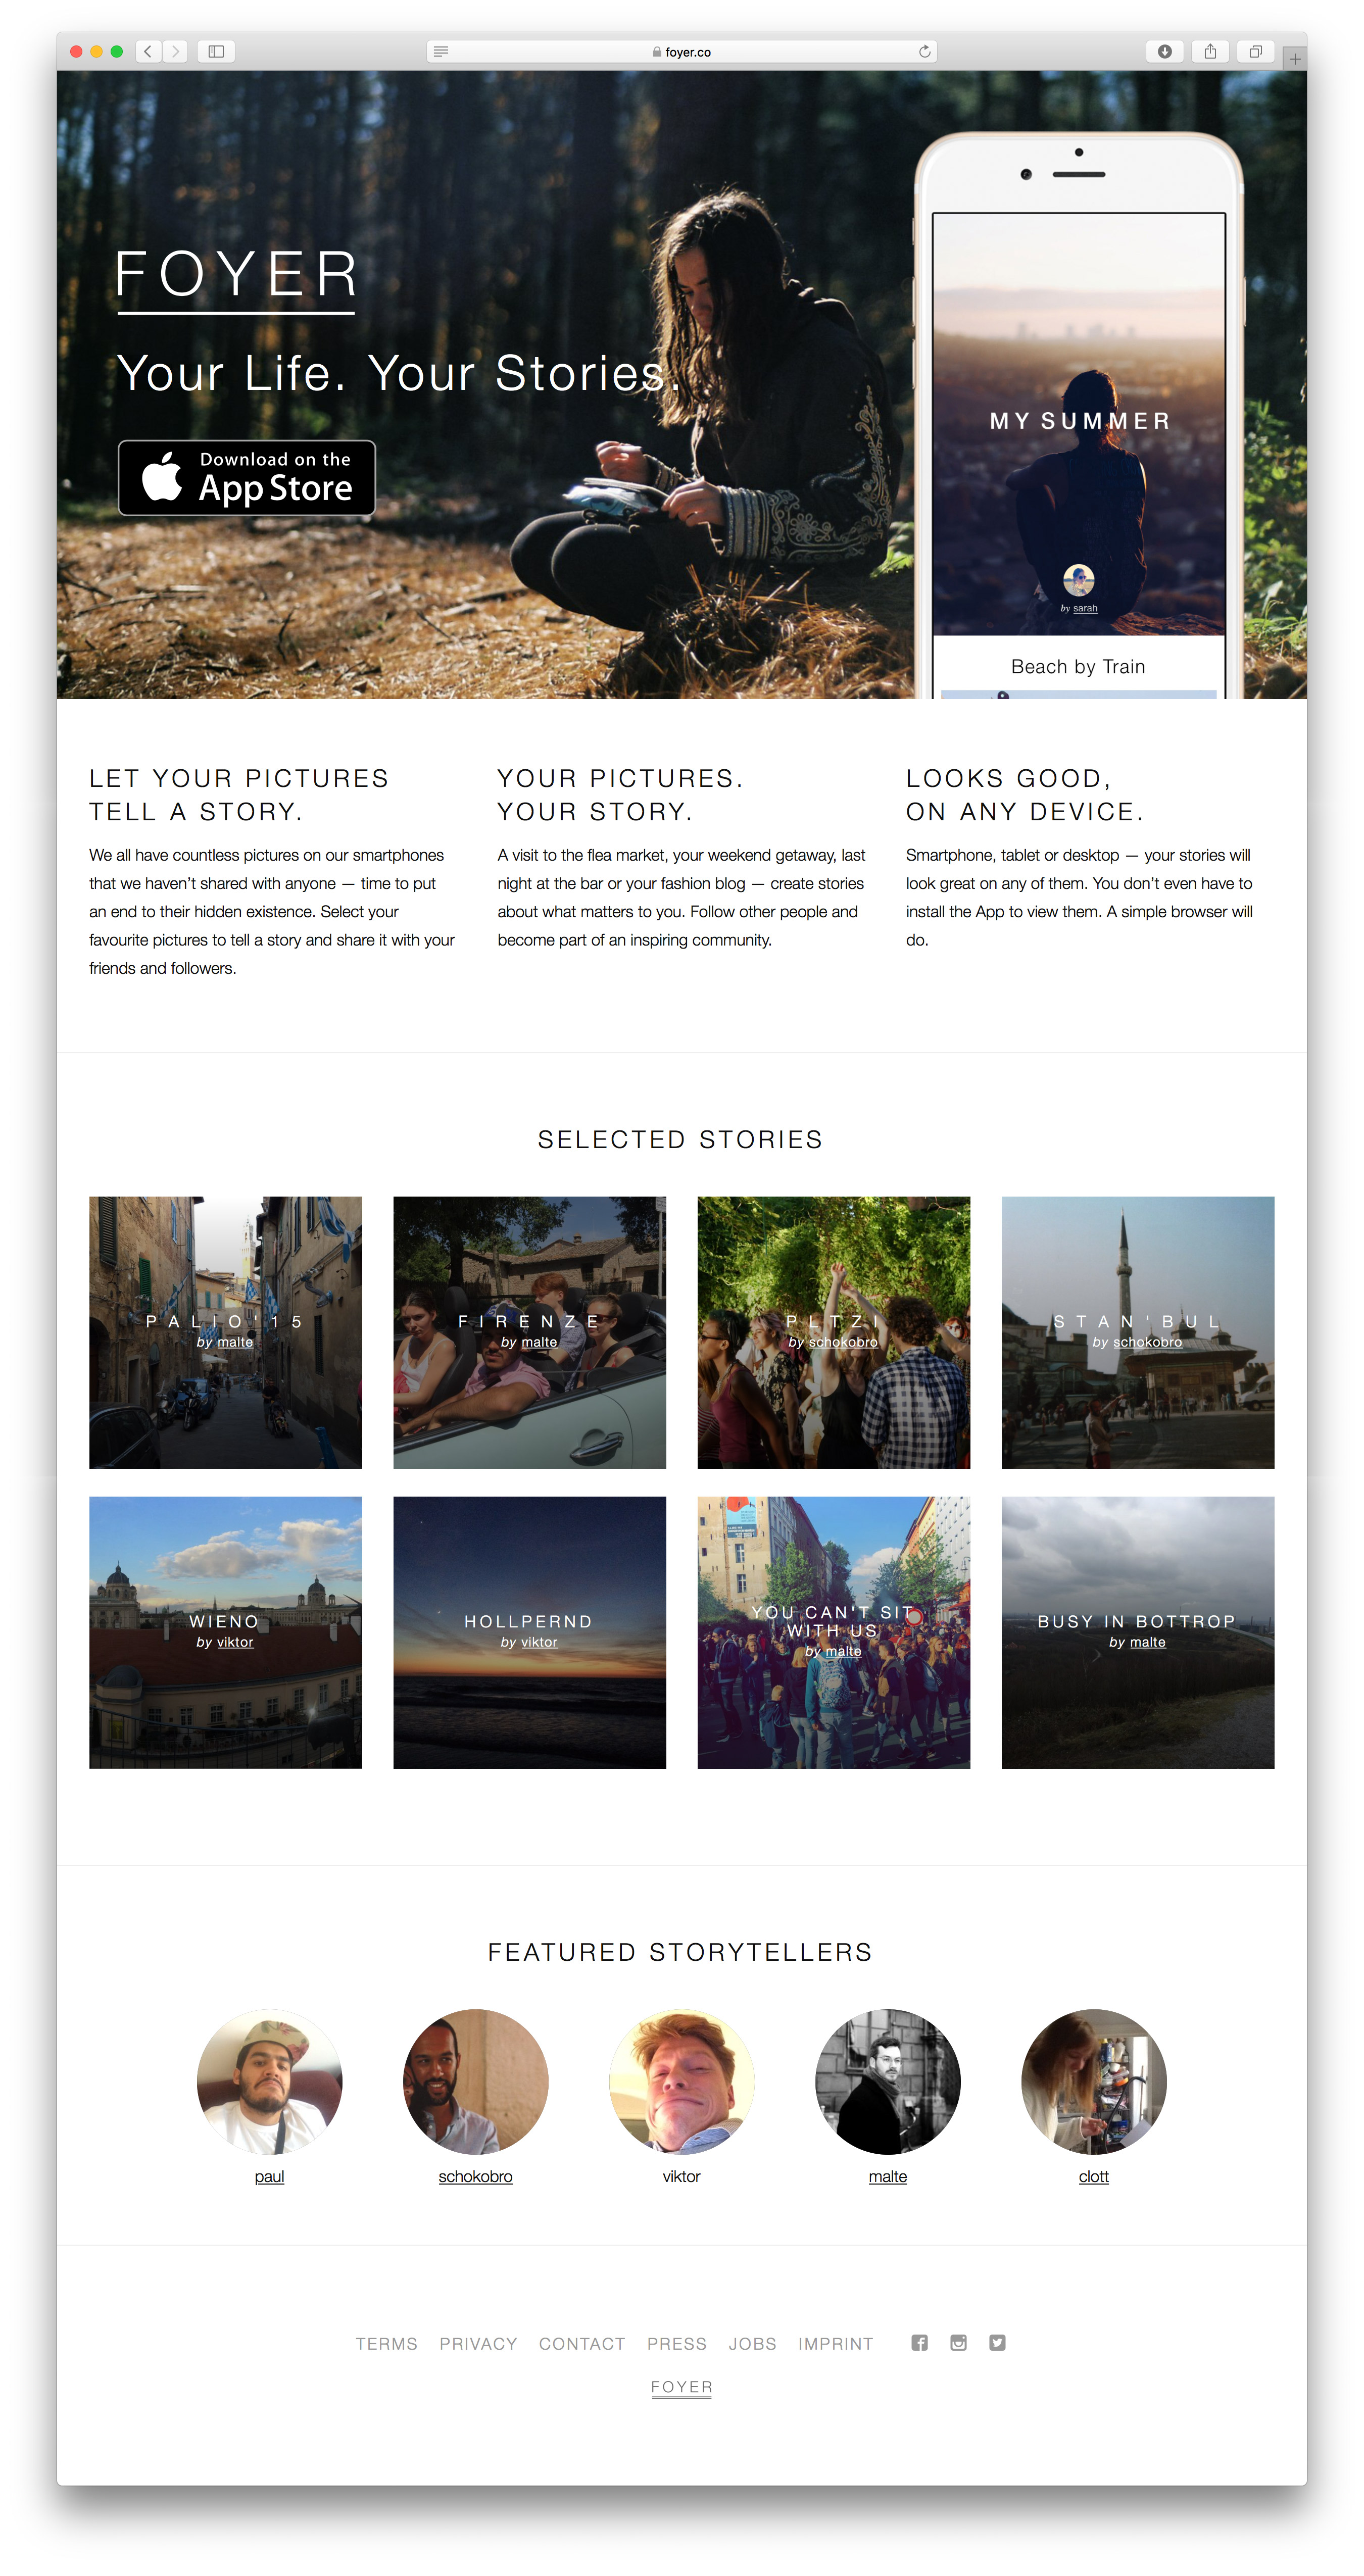 foyer.co
FOYER
Your Life. Your Stories.
Download on the
App Store
MY SUMMER
by sarah
Beach by Train
LET YOUR PICTURES
TELL A STORY.
We all have countless pictures on our smartphones
that we haven’t shared with anyone — time to put
an end to their hidden existence. Select your
favourite pictures to tell a story and share it with your
friends and followers.
YOUR PICTURES.
YOUR STORY.
A visit to the flea market, your weekend getaway, last
night at the bar or your fashion blog — create stories
about what matters to you. Follow other people and
become part of an inspiring community.
LOOKS GOOD,
ON ANY DEVICE.
Smartphone, tablet or desktop — your stories will
look great on any of them. You don’t even have to
install the App to view them. A simple browser will
do.
SELECTED STORIES
PALIO'15
by malte
FIRENZE
by malte
PLTZI
by schokobro
STAN'BUL
by schokobro
WIENO
by viktor
HOLLPERND
by viktor
YOU CAN'T SIT
WITH US
by malte
BUSY IN BOTTROP
by malte
FEATURED STORYTELLERS
paul
schokobro
viktor
malte
clott
TERMS PRIVACY CONTACT PRESS JOBS IMPRINT
FOYER